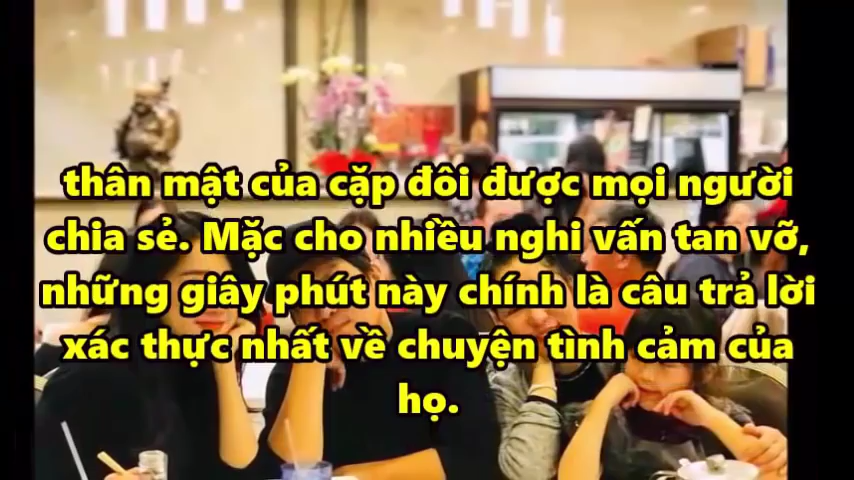 thân mật của cặp đôi được mọi người
chia sẻ. Mặc cho nhiều nghi vấn tan vỡ,
những giây phút này chính là câu trả lời
xác thực nhất về chuyện tình cảm của
họ.